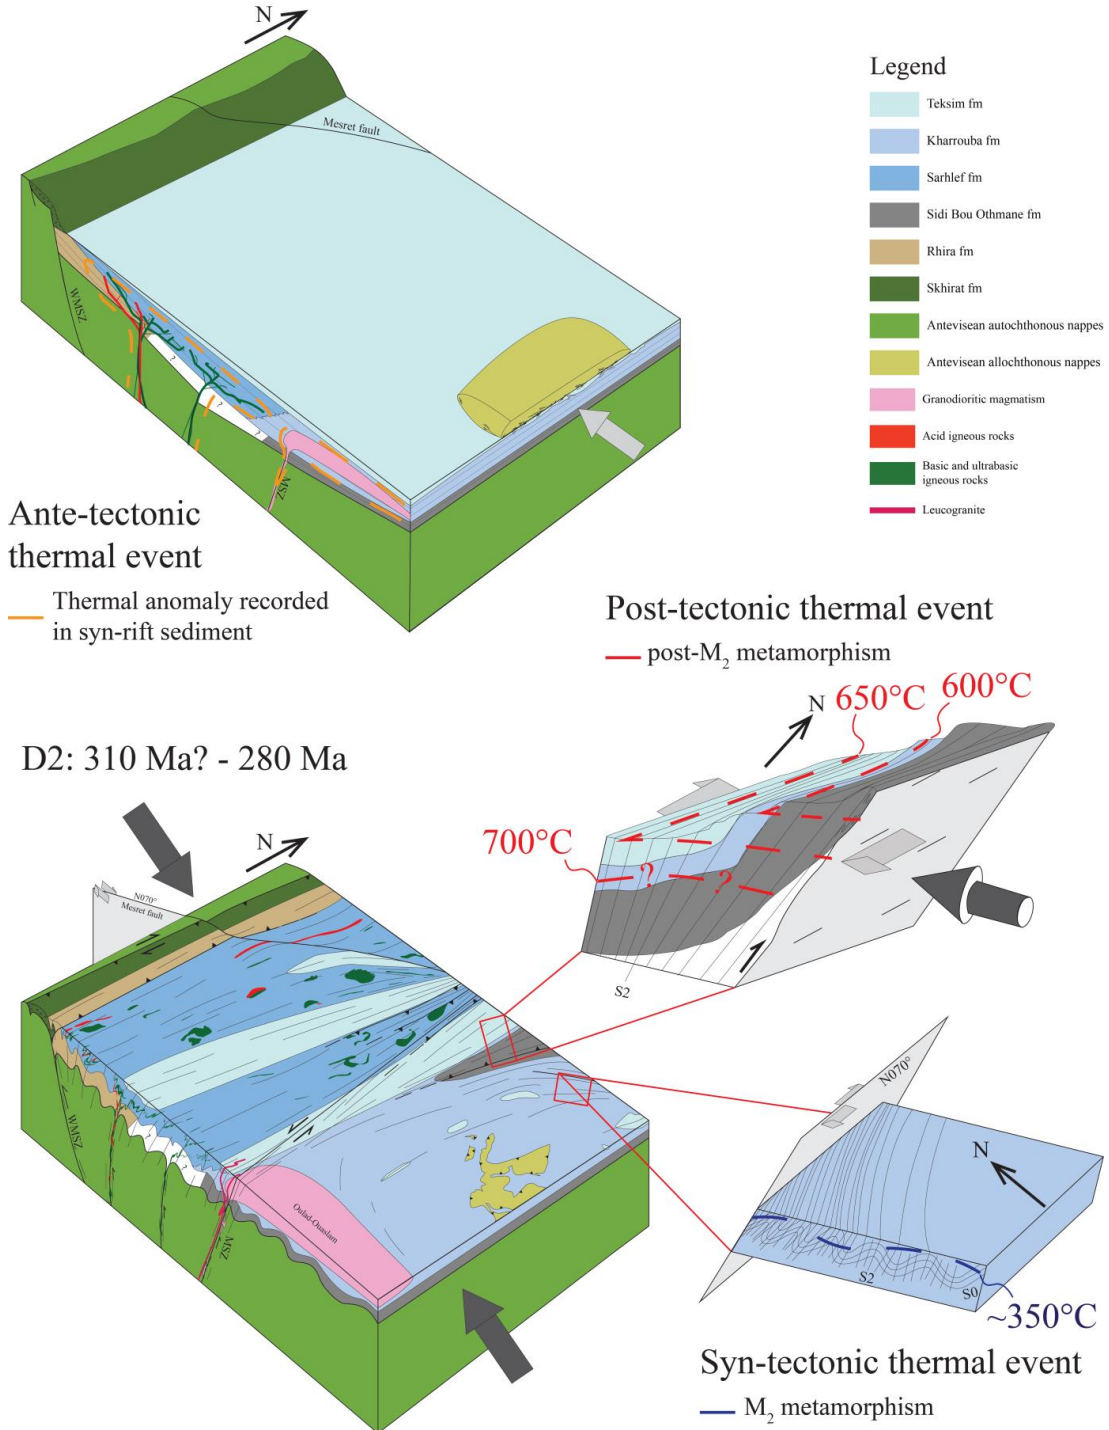 N
Mesret fault
WMSZ
?
?
?
MSZ
Ante-tectonic
thermal event
Thermal anomaly recorded
in syn-rift sediment
Legend
Teksim fm
Kharrouba fm
Sarhlef fm
Sidi Bou Othmane fm
Rhira fm
Skhirat fm
Antevisean autochthonous nappes
Antevisean allochthonous nappes
Granodioritic magmatism
Acid igneous rocks
Basic and ultrabasic
igneous rocks
Leucogranite
Post-tectonic thermal event
post-M₂ metamorphism
N
650°C
600°C
700°C
?
?
S2
D2: 310 Ma? - 280 Ma
N
N070°
Mesret fault
WMSZ
?
?
MSZ
Oulad-Ouaslam
N070°
N
S2
S0
~350°C
Syn-tectonic thermal event
M₂ metamorphism